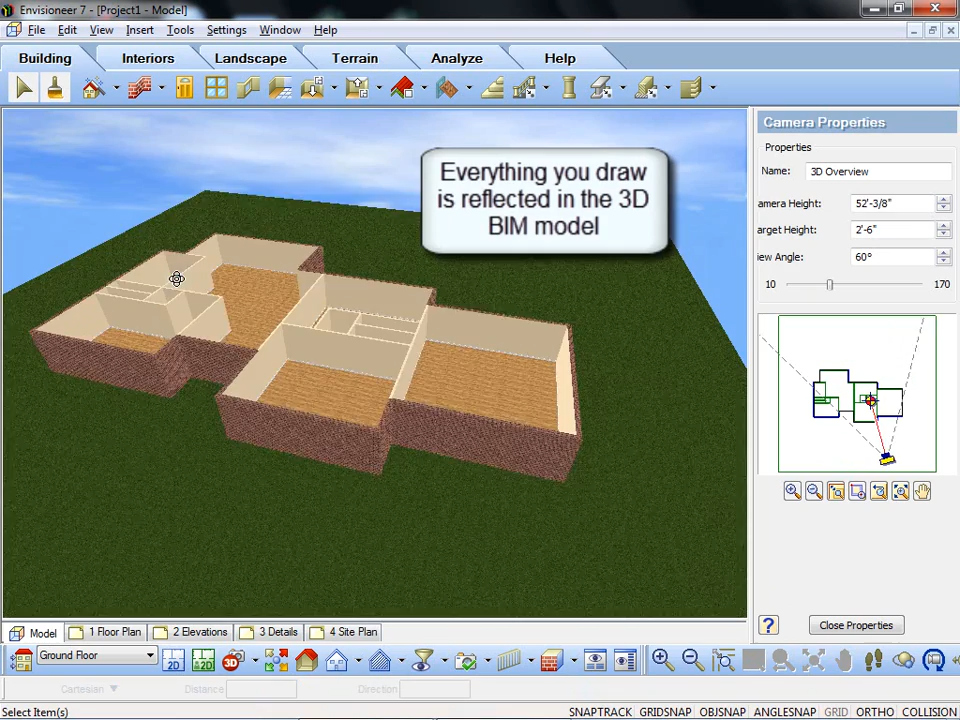 Envisioneer 7 - [Project1 - Model]
File Edit View Insert Tools Settings Window Help
Building Interiors Landscape Terrain Analyze Help
Everything you draw
is reflected in the 3D
BIM model
Camera Properties
Properties
Name: 3D Overview
amera Height: 52'-3/8"
arget Height: 2'-6"
iew Angle: 60°
10 170
? Close Properties
Model 1 Floor Plan 2 Elevations 3 Details 4 Site Plan
Ground Floor 2D 2D 3D
Cartesian Distance Direction
Select Item(s) SNAPTRACK GRIDSNAP OBJSNAP ANGLESNAP GRID ORTHO COLLISION